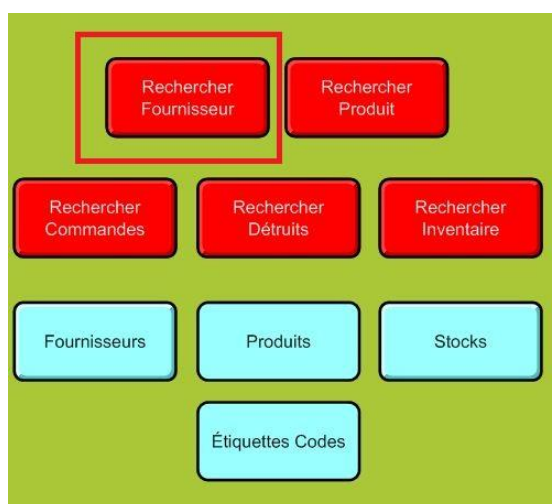 Rechercher
Fournisseur
Rechercher
Produit
Rechercher
Commandes
Rechercher
Détruits
Rechercher
Inventaire
Fournisseurs
Produits
Stocks
Étiquettes Codes